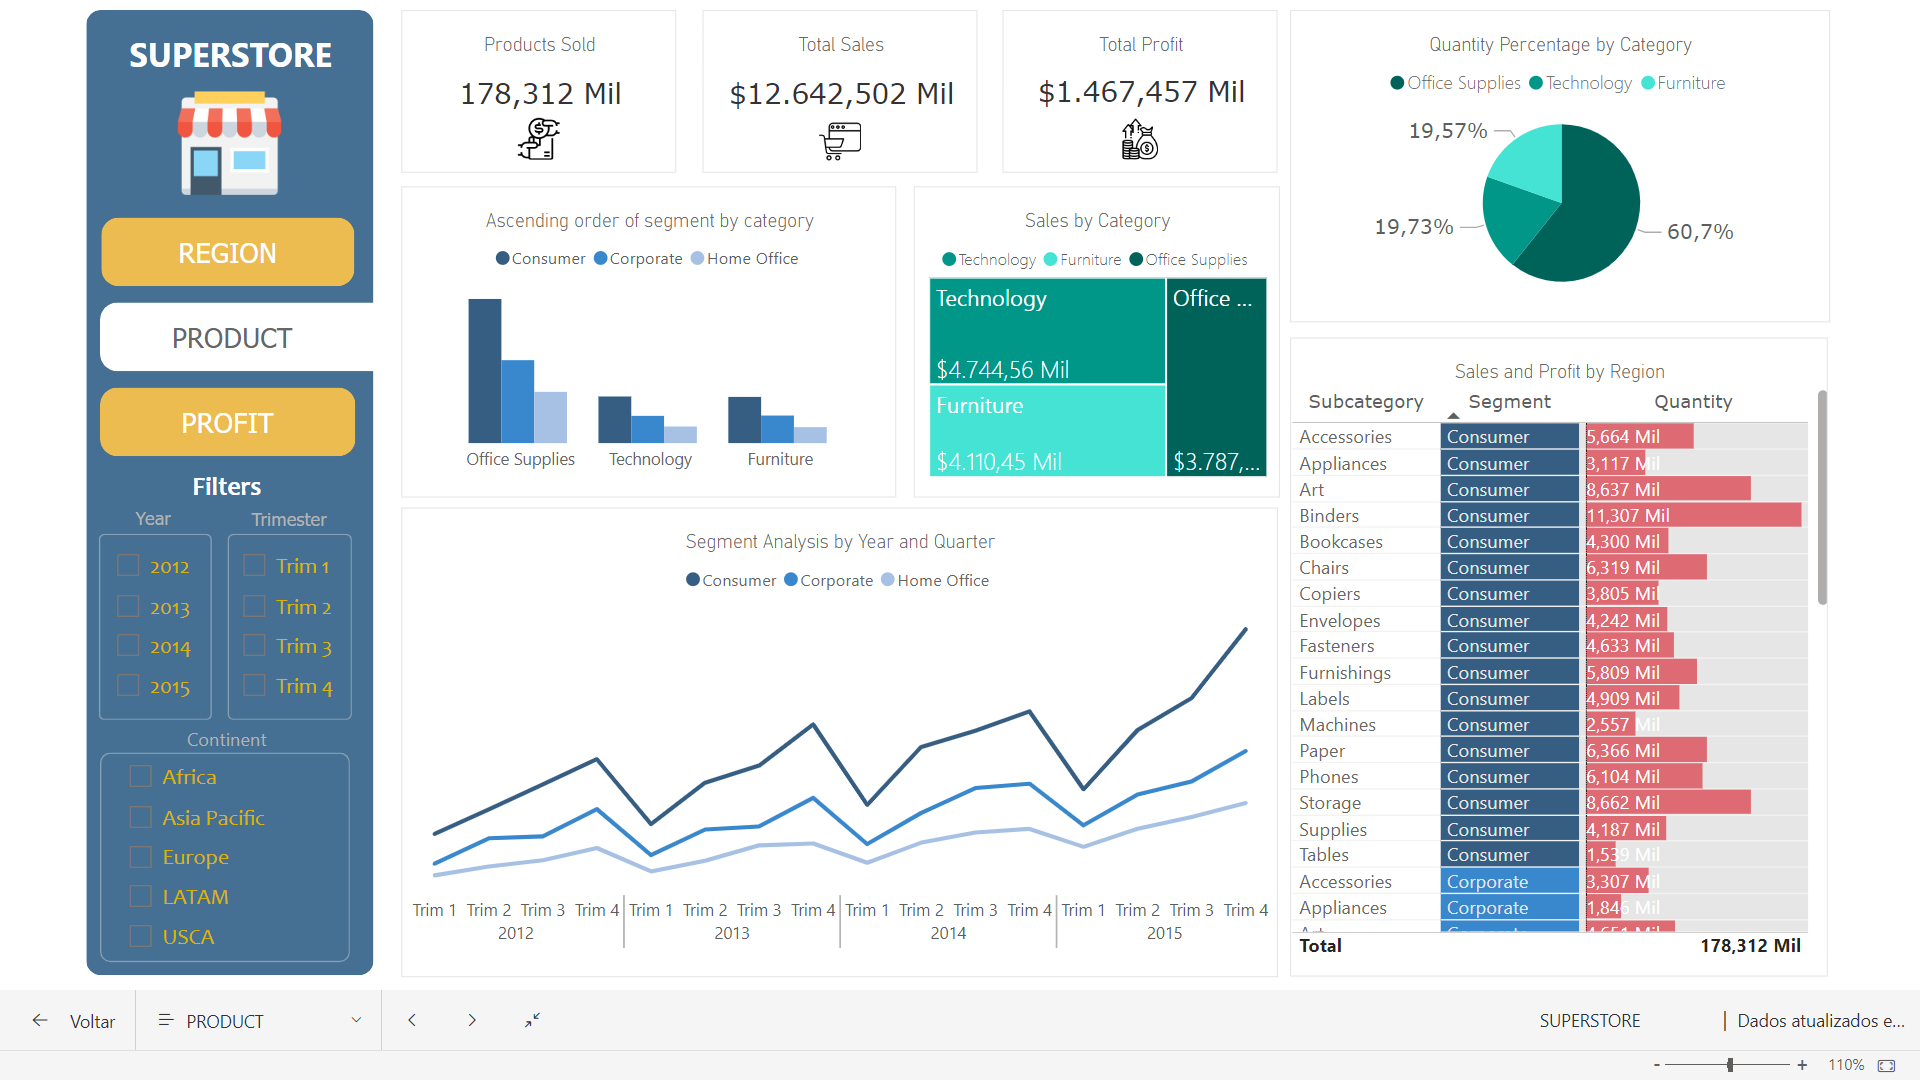 SUPERSTORE
REGION
PRODUCT
PROFIT
Filters
Year
Trimester
2012
2013
2014
2015
Trim 1
Trim 2
Trim 3
Trim 4
Continent
Africa
Asia Pacific
Europe
LATAM
USCA
Products Sold
178,312 Mil
Total Sales
$12.642,502 Mil
Total Profit
$1.467,457 Mil
Ascending order of segment by category
Consumer Corporate Home Office
Office Supplies Technology Furniture
Sales by Category
Technology Furniture Office Supplies
Technology
$4.744,56 Mil
Furniture
$4.110,45 Mil
Office ...
$3.787,...
Segment Analysis by Year and Quarter
Consumer Corporate Home Office
Trim 1 Trim 2 Trim 3 Trim 4 Trim 1 Trim 2 Trim 3 Trim 4 Trim 1 Trim 2 Trim 3 Trim 4 Trim 1 Trim 2 Trim 3 Trim 4
2012 2013 2014 2015
Quantity Percentage by Category
Office Supplies Technology Furniture
19,57%
19,73%
60,7%
Sales and Profit by Region
Subcategory Segment Quantity
Accessories Consumer 5,664 Mil
Appliances Consumer 3,117 Mil
Art Consumer 8,637 Mil
Binders Consumer 11,307 Mil
Bookcases Consumer 4,300 Mil
Chairs Consumer 6,319 Mil
Copiers Consumer 3,805 Mil
Envelopes Consumer 4,242 Mil
Fasteners Consumer 4,633 Mil
Furnishings Consumer 5,809 Mil
Labels Consumer 4,909 Mil
Machines Consumer 2,557 Mil
Paper Consumer 6,366 Mil
Phones Consumer 6,104 Mil
Storage Consumer 8,662 Mil
Supplies Consumer 4,187 Mil
Tables Consumer 1,539 Mil
Accessories Corporate 3,307 Mil
Appliances Corporate 1,846 Mil
Art Corporate 4,651 Mil
Total 178,312 Mil
Voltar
PRODUCT
SUPERSTORE | Dados atualizados e...
- + 110%